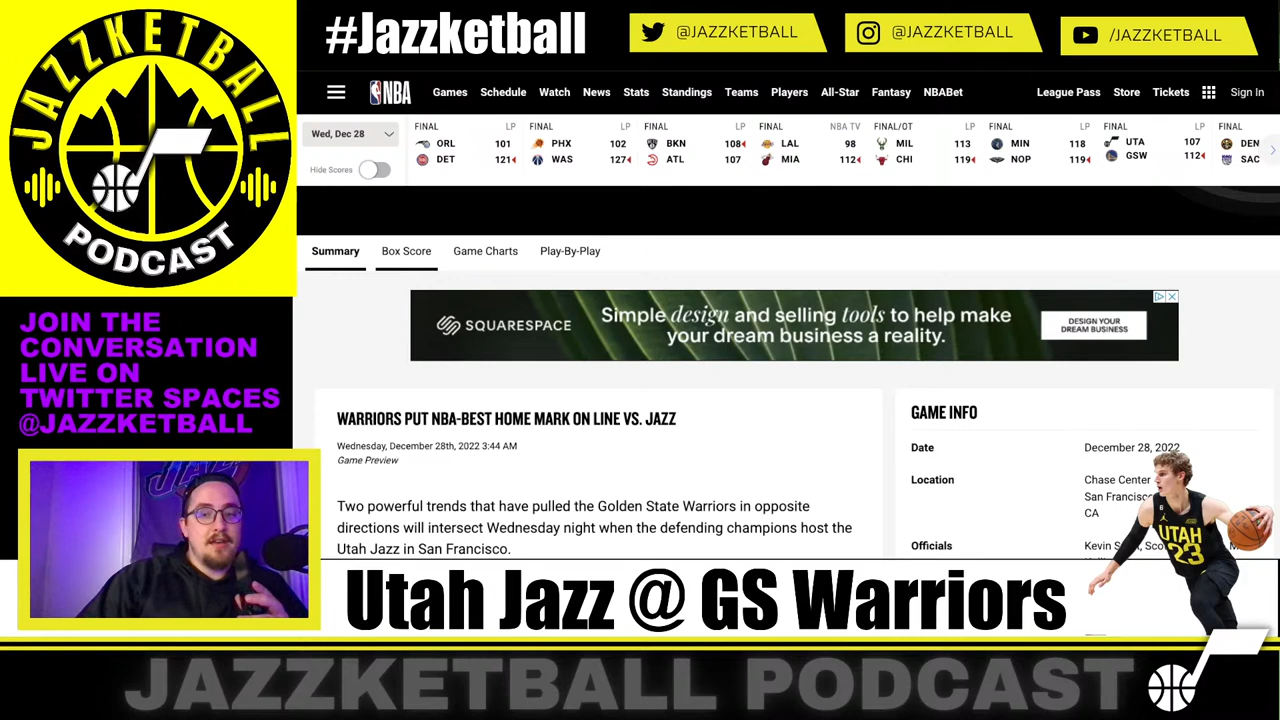 JAZZKETBALL
PODCAST
#Jazzketball
@JAZZKETBALL
@JAZZKETBALL
/JAZZKETBALL
NBA
Games
Schedule
Watch
News
Stats
Standings
Teams
Players
All-Star
Fantasy
NBABet
League Pass
Store
Tickets
Sign In
Wed, Dec 28
Hide Scores
FINAL LP
ORL 101
DET 121
FINAL LP
PHX 102
WAS 127
FINAL LP
BKN 108
ATL 107
FINAL NBA TV
LAL 98
MIA 112
FINAL/OT LP
MIL 113
CHI 119
FINAL LP
MIN 118
NOP 119
FINAL LP
UTA 107
GSW 112
FINAL
DEN
SAC
Summary
Box Score
Game Charts
Play-By-Play
SQUARESPACE
Simple design and selling tools to help make
your dream business a reality.
DESIGN YOUR
DREAM BUSINESS
JOIN THE
CONVERSATION
LIVE ON
TWITTER SPACES
@JAZZKETBALL
WARRIORS PUT NBA-BEST HOME MARK ON LINE VS. JAZZ
Wednesday, December 28th, 2022 3:44 AM
Game Preview
Two powerful trends that have pulled the Golden State Warriors in opposite
directions will intersect Wednesday night when the defending champions host the
Utah Jazz in San Francisco.
GAME INFO
Date December 28, 2022
Location Chase Center
San Francisco
CA
Officials Kevin
UTAH
23
Utah Jazz @ GS Warriors
JAZZKETBALL PODCAST